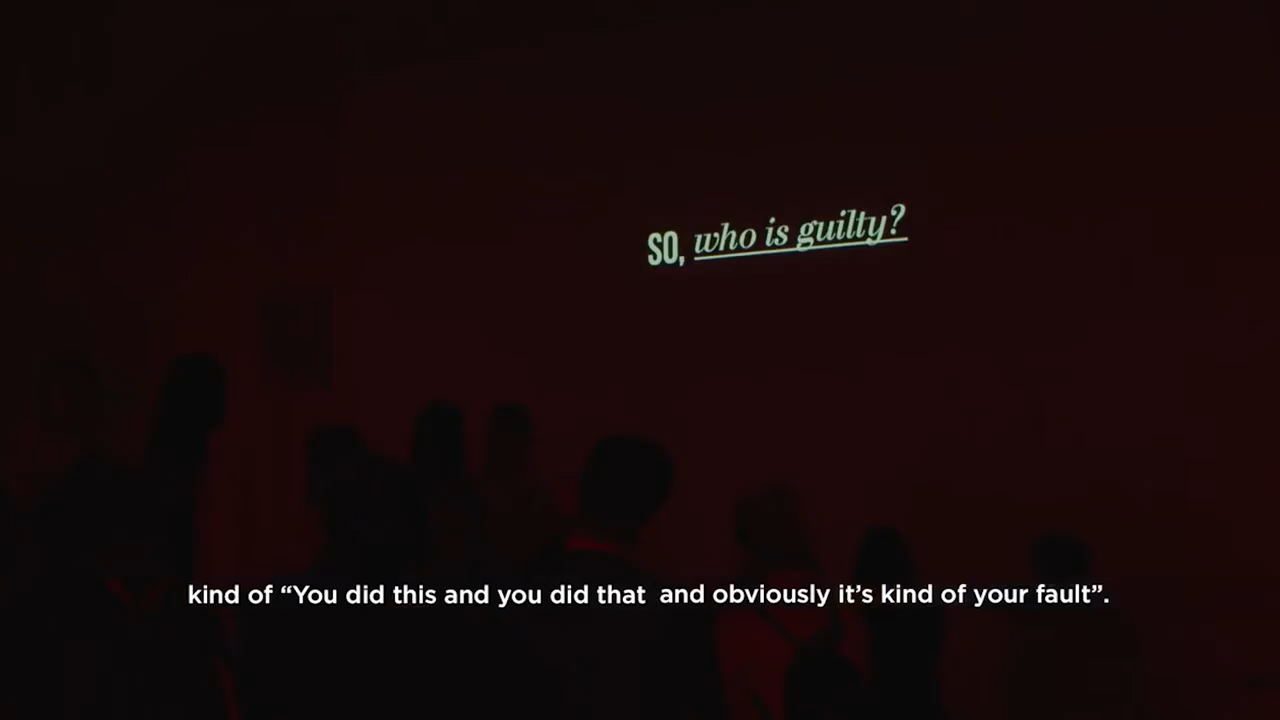 SO, who is guilty?
kind of “You did this and you did that  and obviously it’s kind of your fault”.